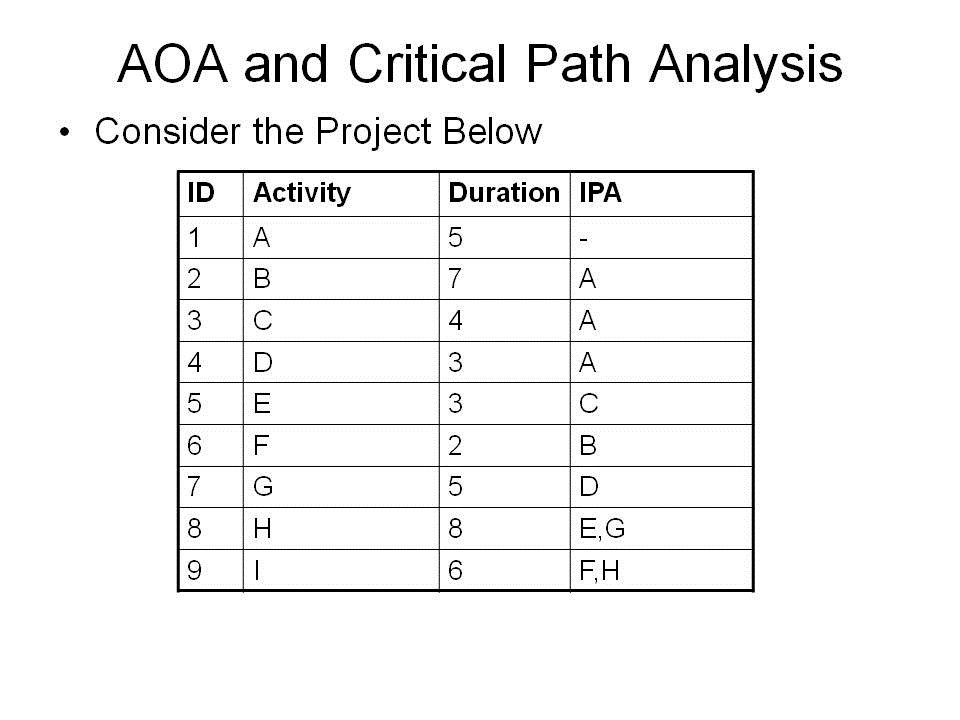 AOA and Critical Path Analysis
• Consider the Project Below
ID Activity Duration IPA
1 A 5 -
2 B 7 A
3 C 4 A
4 D 3 A
5 E 3 C
6 F 2 B
7 G 5 D
8 H 8 E,G
9 I 6 F,H